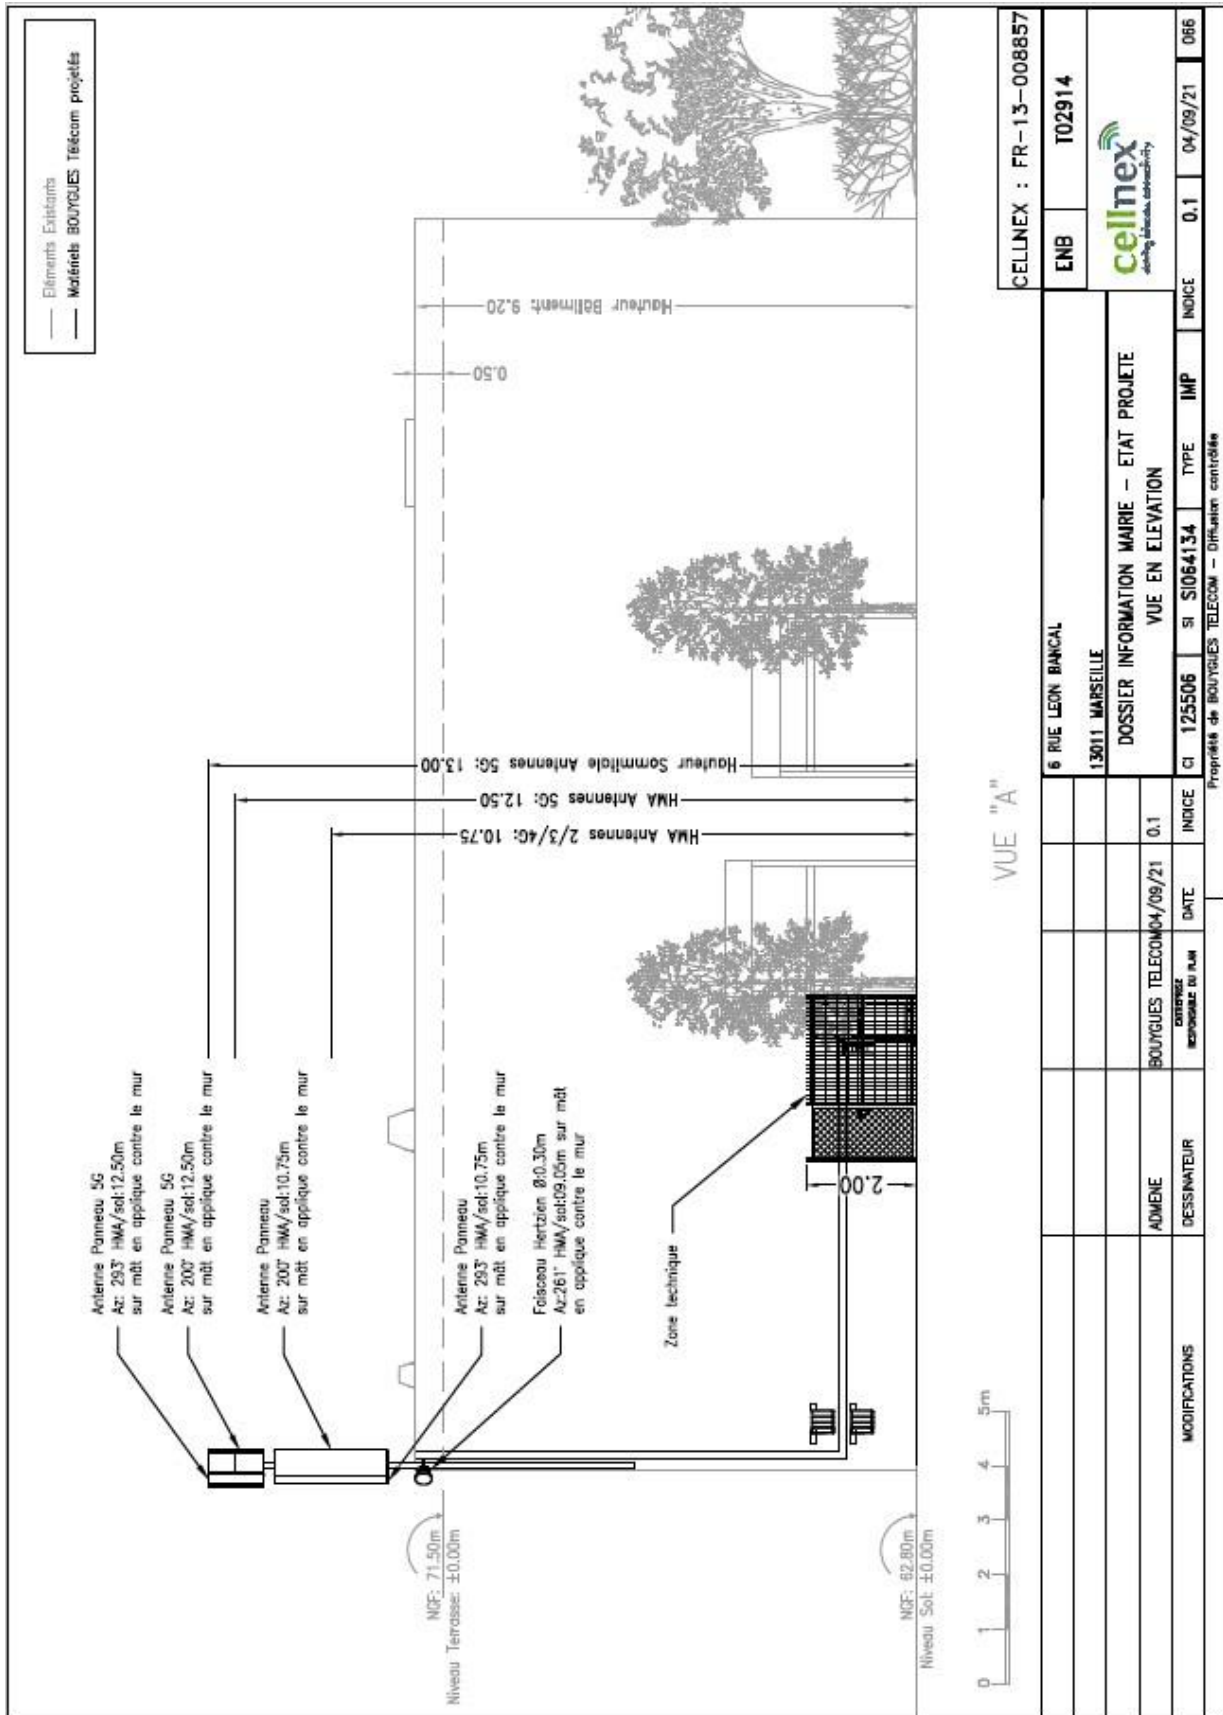 Eléments Existants
Matériels BOUYGUES Télécom projetés
Antenne Panneau 5G
Az: 293° HMA/sol:12.50m
sur mât en applique contre le mur
Antenne Panneau 5G
Az: 200° HMA/sol:12.50m
sur mât en applique contre le mur
Antenne Panneau
Az: 200° HMA/sol:10.75m
sur mât en applique contre le mur
Antenne Panneau
Az: 293° HMA/sol:10.75m
sur mât en applique contre le mur
Faisceau Hertzien Ø:0.30m
Az:261° HMA/sol:09.05m sur mât
en applique contre le mur
Zone technique
2.00
Hauteur Sommitale Antennes 5G: 13.00
HMA Antennes 5G: 12.50
HMA Antennes 2/3/4G: 10.75
0.50
Hauteur Bâtiment: 9.20
NGF: 71.50m
Niveau Terrasse: ±0.00m
NGF: 62.80m
Niveau Sol: ±0.00m
0 1 2 3 4 5m
VUE "A"
CELLNEX : FR-13-008857
6 RUE LEON BANCAL
13011 MARSEILLE
ENB T02914
cellnex
driving telecom connectivity
DOSSIER INFORMATION MAIRIE - ETAT PROJETE
VUE EN ELEVATION
ADMENE BOUYGUES TELECOM 04/09/21 0.1
MODIFICATIONS DESSINATEUR ENTREPRISE RESPONSABLE DU PLAN DATE INDICE
CI 125506 SI SI064134 TYPE IMP INDICE 0.1 04/09/21 066
Propriété de BOUYGUES TELECOM - Diffusion contrôlée